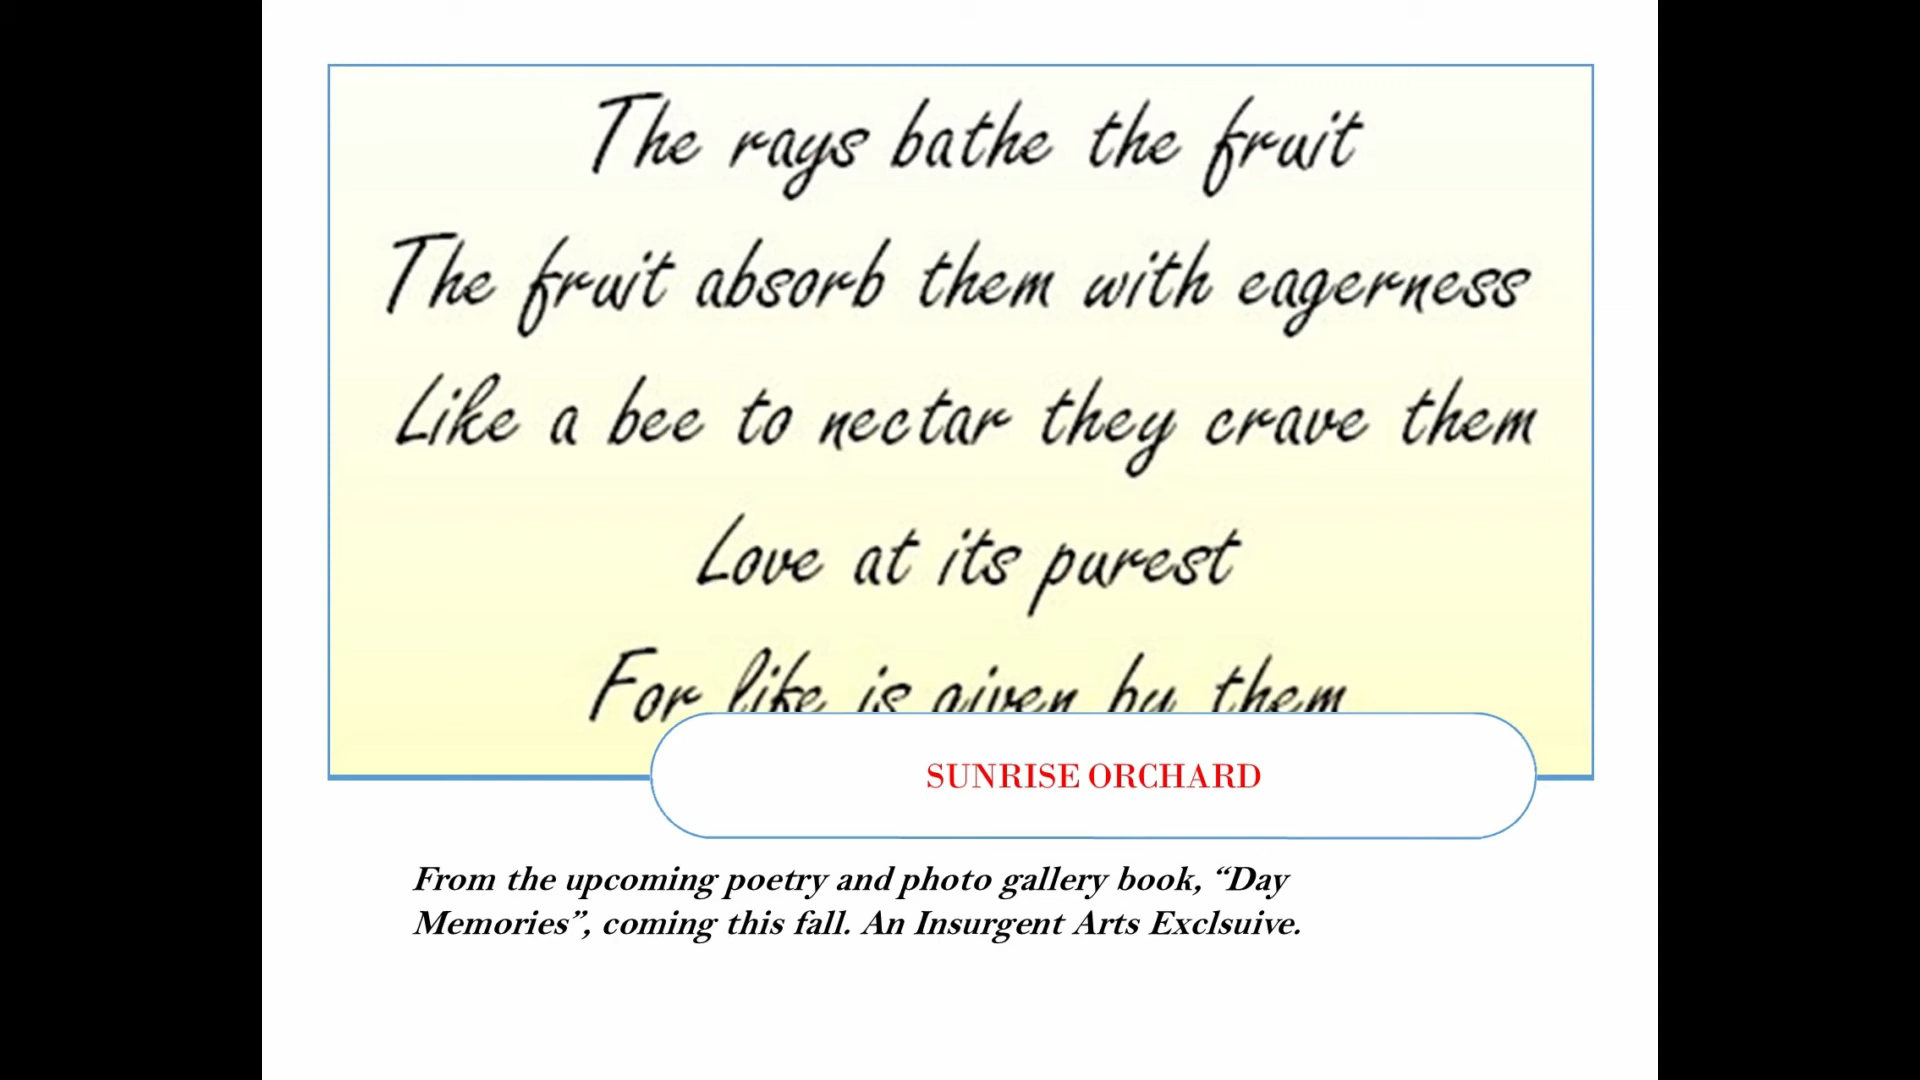 The rays bathe the fruit
The fruit absorb them with eagerness
Like a bee to nectar they crave them
Love at its purest
For life is given by them
SUNRISE ORCHARD
From the upcoming poetry and photo gallery book, “Day
Memories”, coming this fall. An Insurgent Arts Exclsuive.